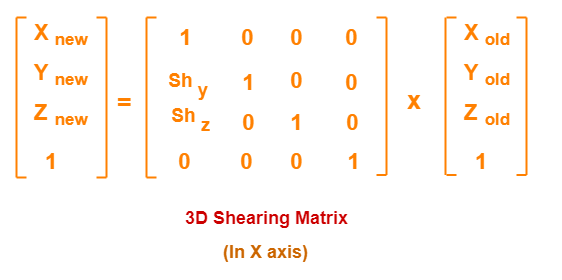 X new 1 0 0 0 X old
Y new Sh y 1 0 0 Y old
Z new = Sh z 0 1 0 x Z old
1 0 0 0 1 1
3D Shearing Matrix
(In X axis)